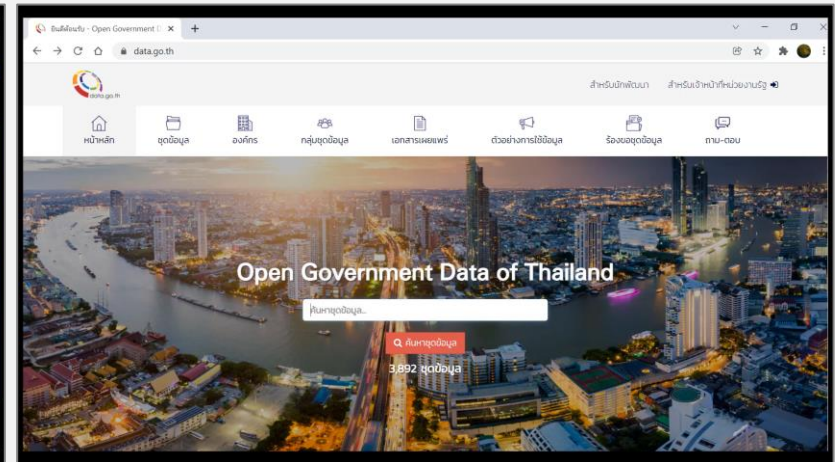 ยินดีต้อนรับ - Open Government D
data.go.th
data.go.th
สำหรับนักพัฒนา สำหรับเจ้าหน้าที่หน่วยงานรัฐ
หน้าหลัก ชุดข้อมูล องค์กร กลุ่มชุดข้อมูล เอกสารเผยแพร่ ตัวอย่างการใช้ข้อมูล ร้องขอชุดข้อมูล ถาม-ตอบ
Open Government Data of Thailand
ค้นหาชุดข้อมูล..
ค้นหาชุดข้อมูล
3,892 ชุดข้อมูล